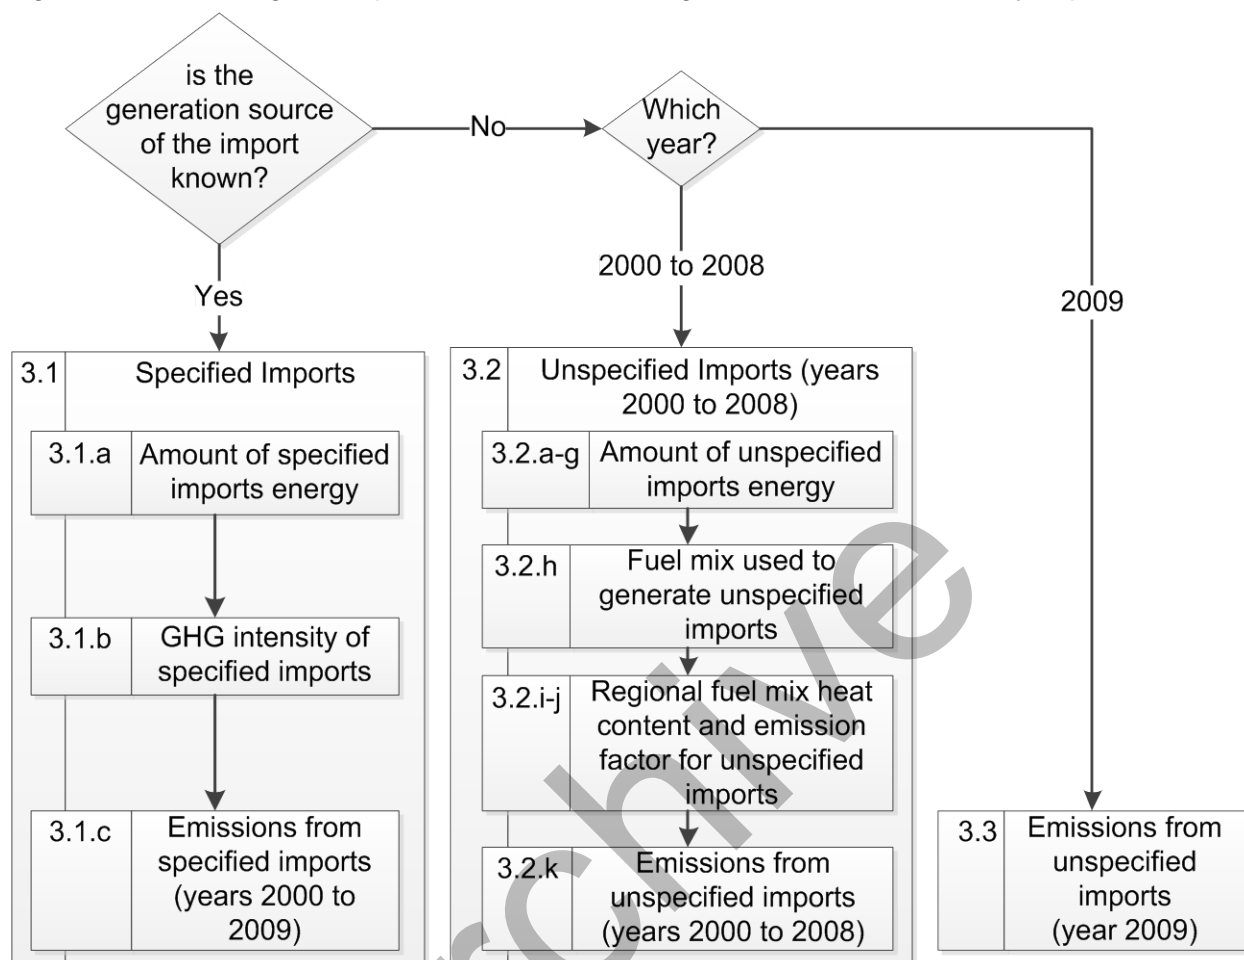 is the
generation source
of the import
known?
No
Which
year?
Yes
2000 to 2008
2009
3.1
Specified Imports
3.1.a
Amount of specified
imports energy
3.1.b
GHG intensity of
specified imports
3.1.c
Emissions from
specified imports
(years 2000 to
2009)
3.2
Unspecified Imports (years
2000 to 2008)
3.2.a-g
Amount of unspecified
imports energy
3.2.h
Fuel mix used to
generate unspecified
imports
3.2.i-j
Regional fuel mix heat
content and emission
factor for unspecified
imports
3.2.k
Emissions from
unspecified imports
(years 2000 to 2008)
3.3
Emissions from
unspecified
imports
(year 2009)